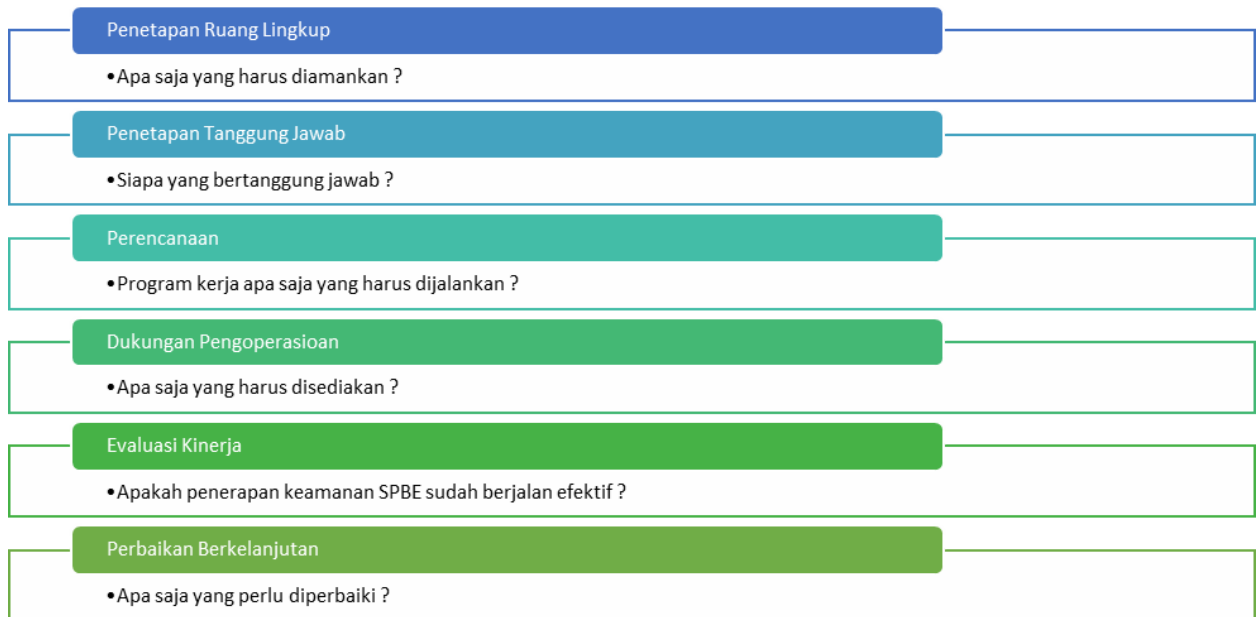 Penetapan Ruang Lingkup
•Apa saja yang harus diamankan ?
Penetapan Tanggung Jawab
•Siapa yang bertanggung jawab ?
Perencanaan
•Program kerja apa saja yang harus dijalankan ?
Dukungan Pengoperasioan
•Apa saja yang harus disediakan ?
Evaluasi Kinerja
•Apakah penerapan keamanan SPBE sudah berjalan efektif ?
Perbaikan Berkelanjutan
•Apa saja yang perlu diperbaiki ?